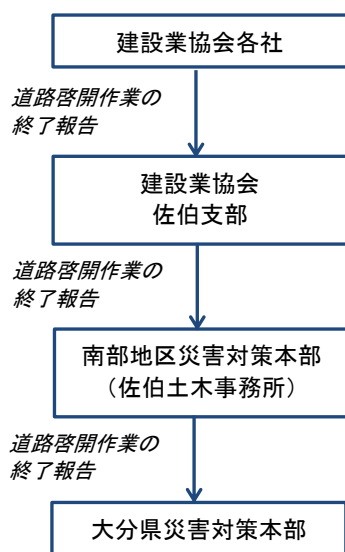 建設業協会各社
道路啓開作業の
終了報告
建設業協会
佐伯支部
道路啓開作業の
終了報告
南部地区災害対策本部
（佐伯土木事務所）
道路啓開作業の
終了報告
大分県災害対策本部